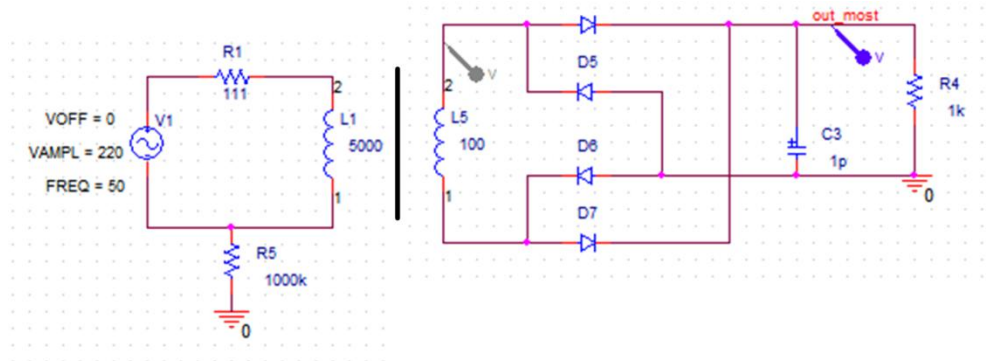 out_most
V
R1
111
2
VOFF = 0
V1
VAMPL = 220
FREQ = 50
L1
5000
1
R5
1000k
0
V
2
L5
100
1
D5
D6
D7
C3
1p
R4
1k
0